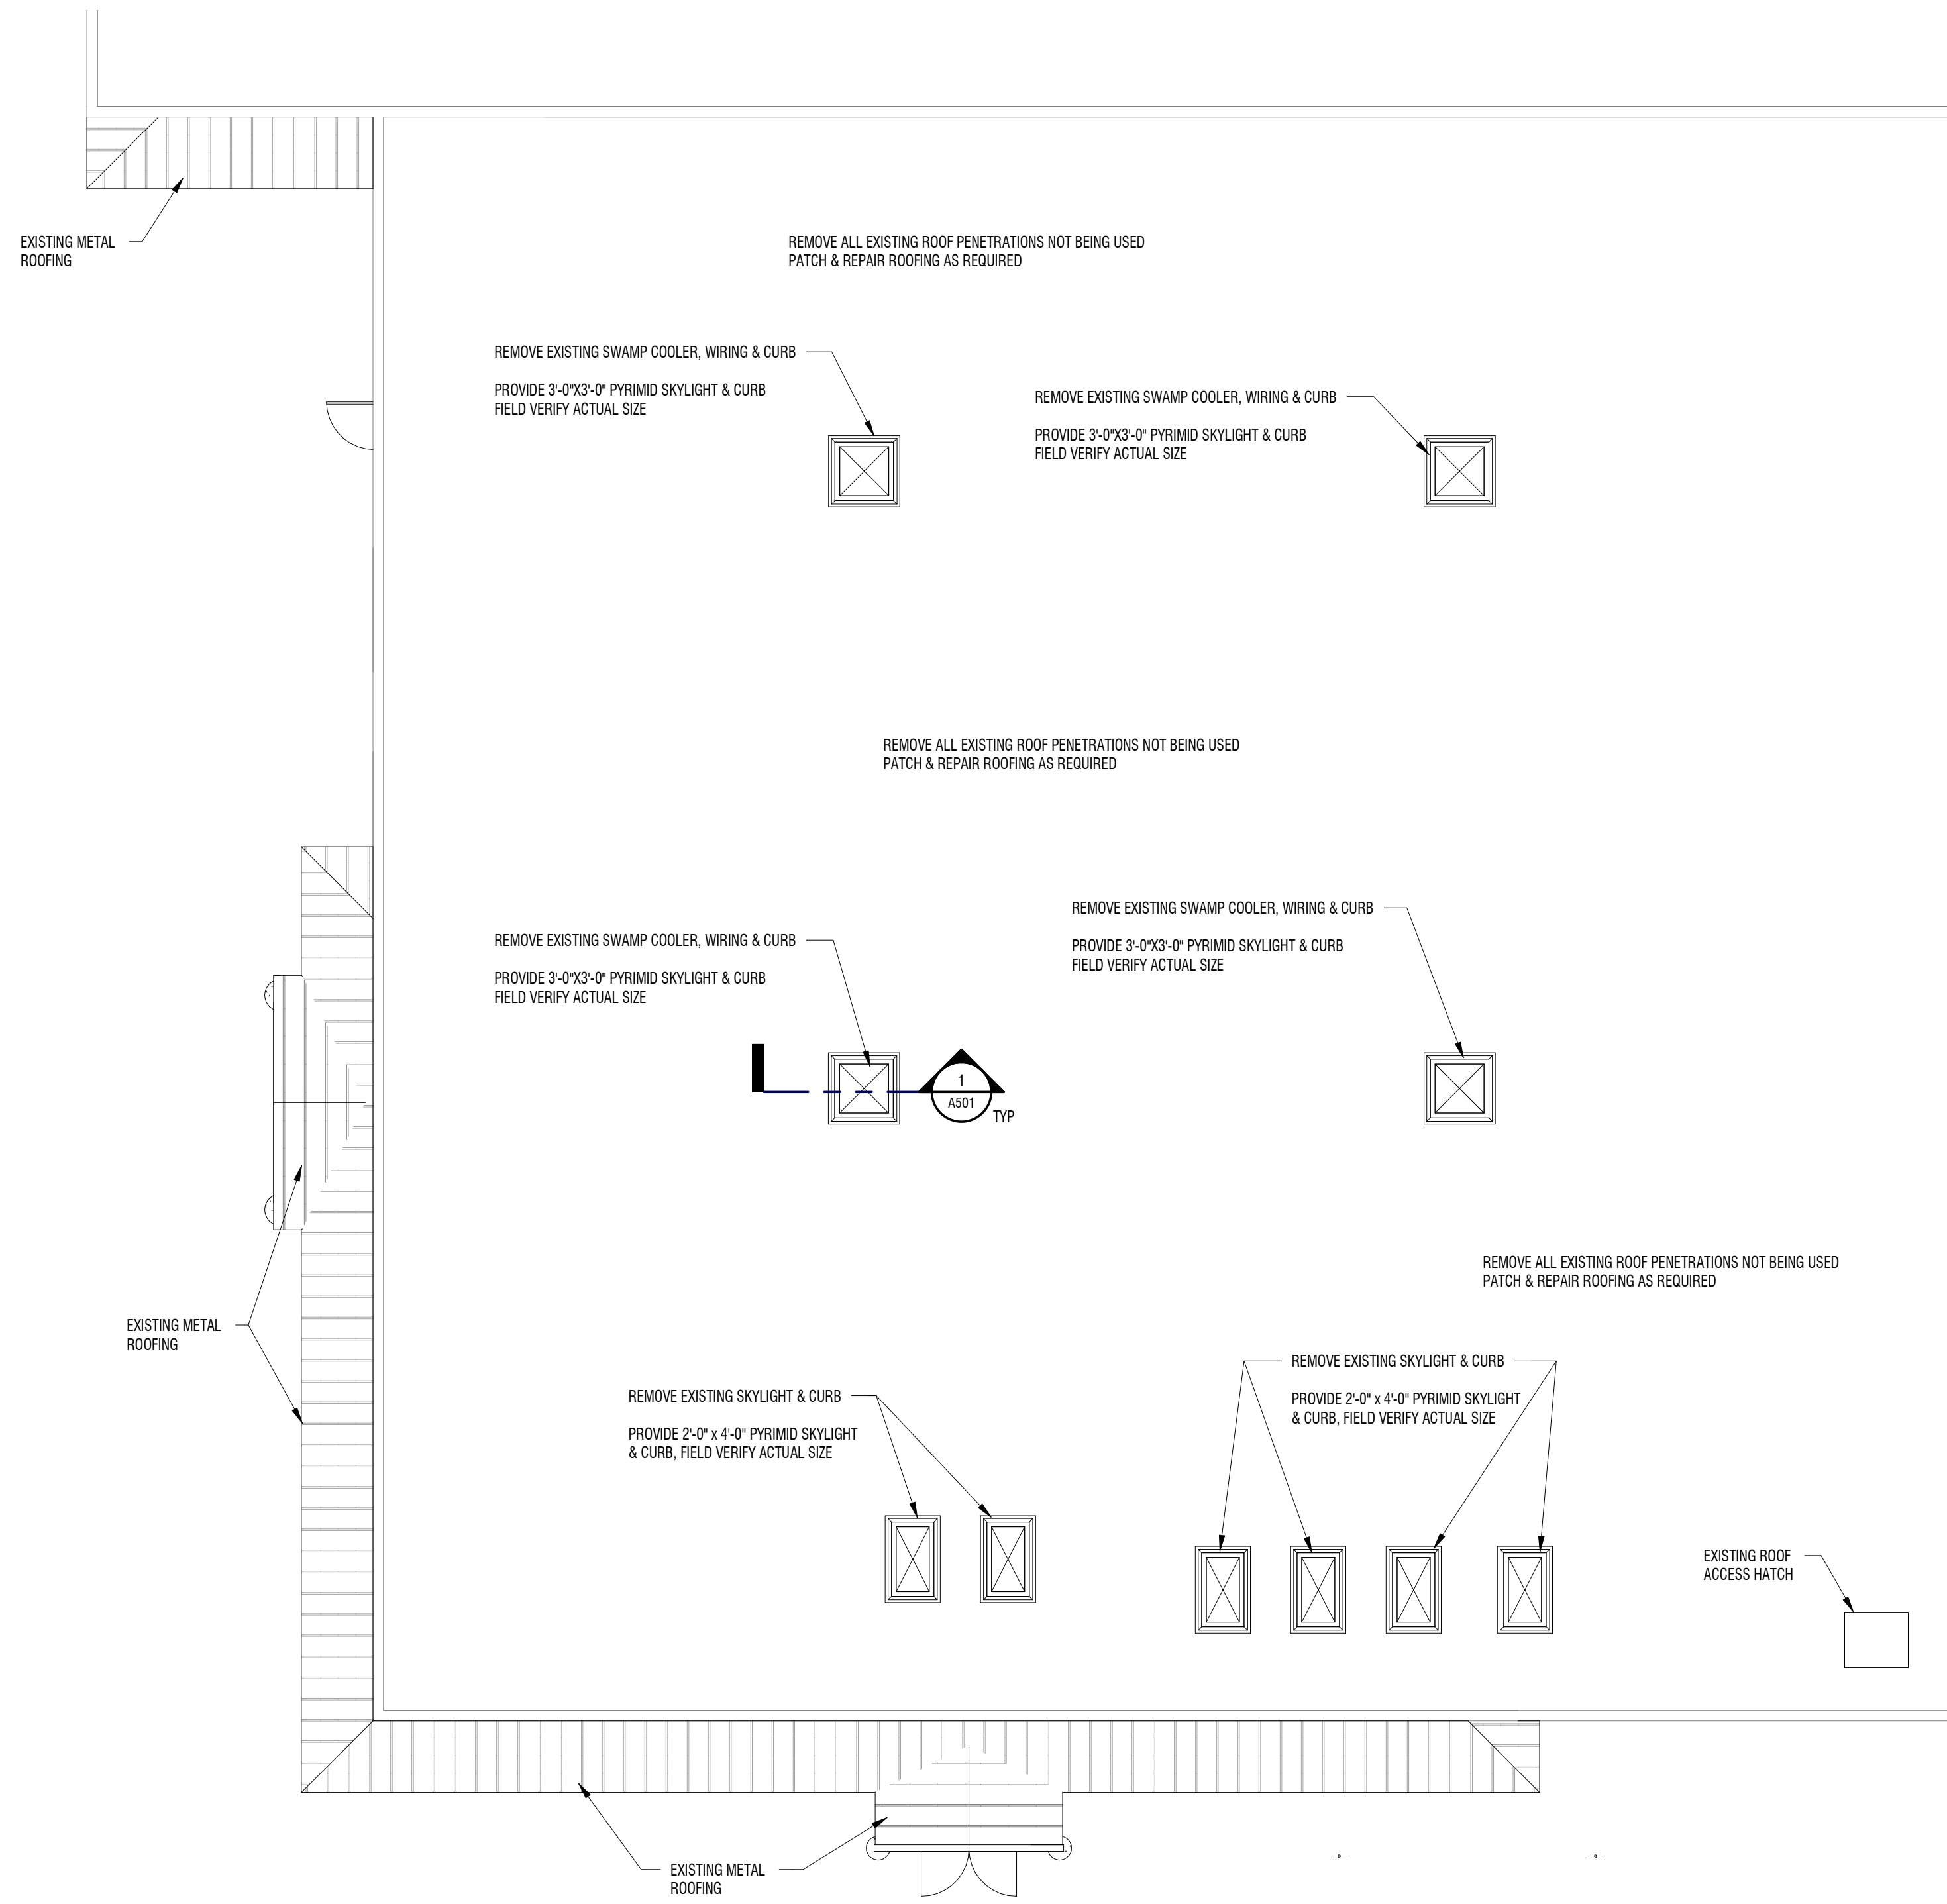 EXISTING METAL
ROOFING
REMOVE ALL EXISTING ROOF PENETRATIONS NOT BEING USED
PATCH & REPAIR ROOFING AS REQUIRED
REMOVE EXISTING SWAMP COOLER, WIRING & CURB
PROVIDE 3'-0"X3'-0" PYRIMID SKYLIGHT & CURB
FIELD VERIFY ACTUAL SIZE
REMOVE EXISTING SWAMP COOLER, WIRING & CURB
PROVIDE 3'-0"X3'-0" PYRIMID SKYLIGHT & CURB
FIELD VERIFY ACTUAL SIZE
REMOVE ALL EXISTING ROOF PENETRATIONS NOT BEING USED
PATCH & REPAIR ROOFING AS REQUIRED
REMOVE EXISTING SWAMP COOLER, WIRING & CURB
PROVIDE 3'-0"X3'-0" PYRIMID SKYLIGHT & CURB
FIELD VERIFY ACTUAL SIZE
REMOVE EXISTING SWAMP COOLER, WIRING & CURB
PROVIDE 3'-0"X3'-0" PYRIMID SKYLIGHT & CURB
FIELD VERIFY ACTUAL SIZE
1
A501
TYP
REMOVE ALL EXISTING ROOF PENETRATIONS NOT BEING USED
PATCH & REPAIR ROOFING AS REQUIRED
EXISTING METAL
ROOFING
REMOVE EXISTING SKYLIGHT & CURB
PROVIDE 2'-0" x 4'-0" PYRIMID SKYLIGHT
& CURB, FIELD VERIFY ACTUAL SIZE
REMOVE EXISTING SKYLIGHT & CURB
PROVIDE 2'-0" x 4'-0" PYRIMID SKYLIGHT
& CURB, FIELD VERIFY ACTUAL SIZE
EXISTING ROOF
ACCESS HATCH
EXISTING METAL
ROOFING